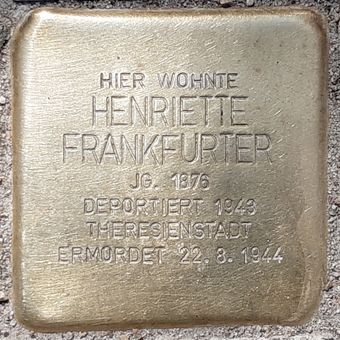 HIER WOHNTE
HENRIETTE
FRANKFURTER
JG. 1876
DEPORTIERT 1943
THERESIENSTADT
ERMORDET 22.8.1944